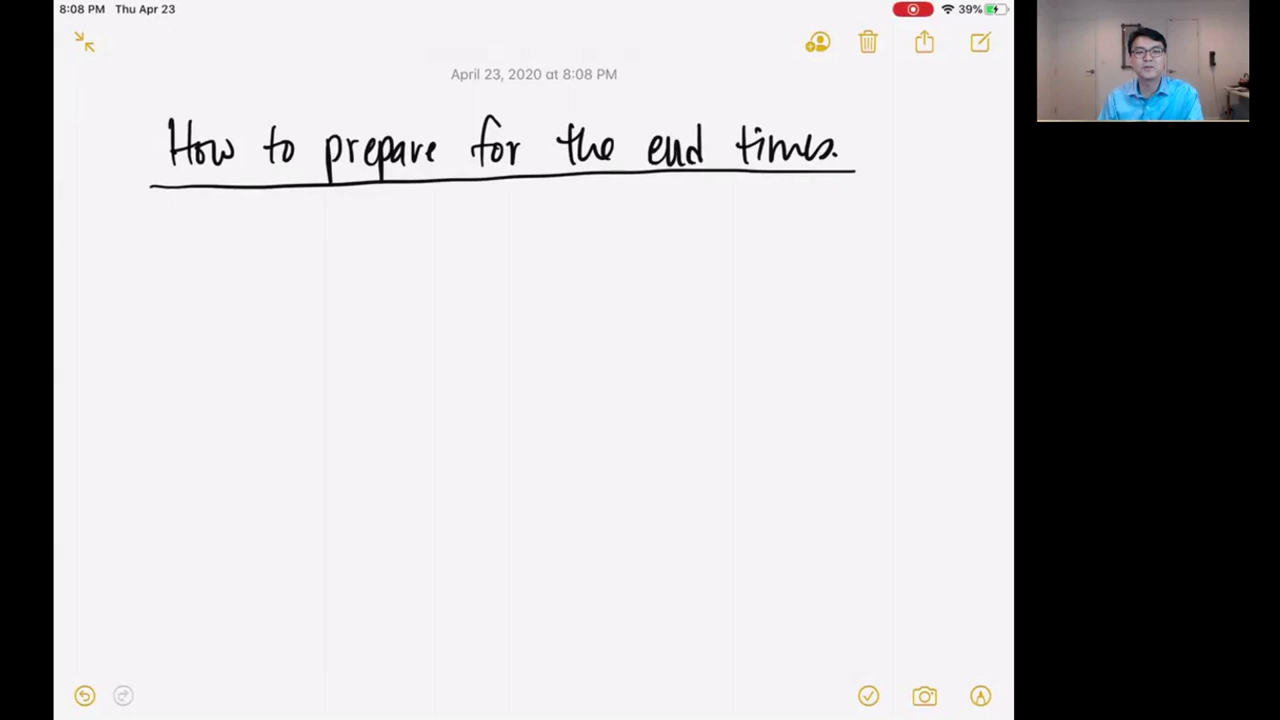 8:08 PM Thu Apr 23
39%
April 23, 2020 at 8:08 PM
How to prepare for the end times.